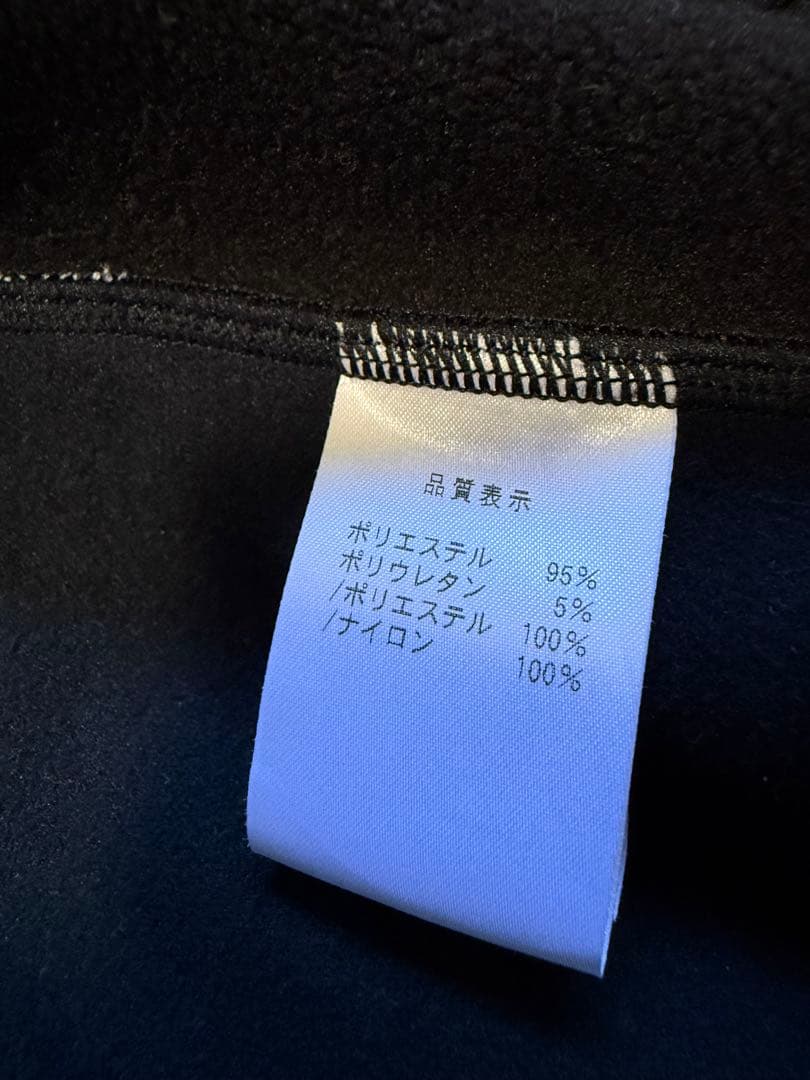 品質表示
ポリエステル 95%
ポリウレタン 5%
/ポリエステル 100%
/ナイロン 100%